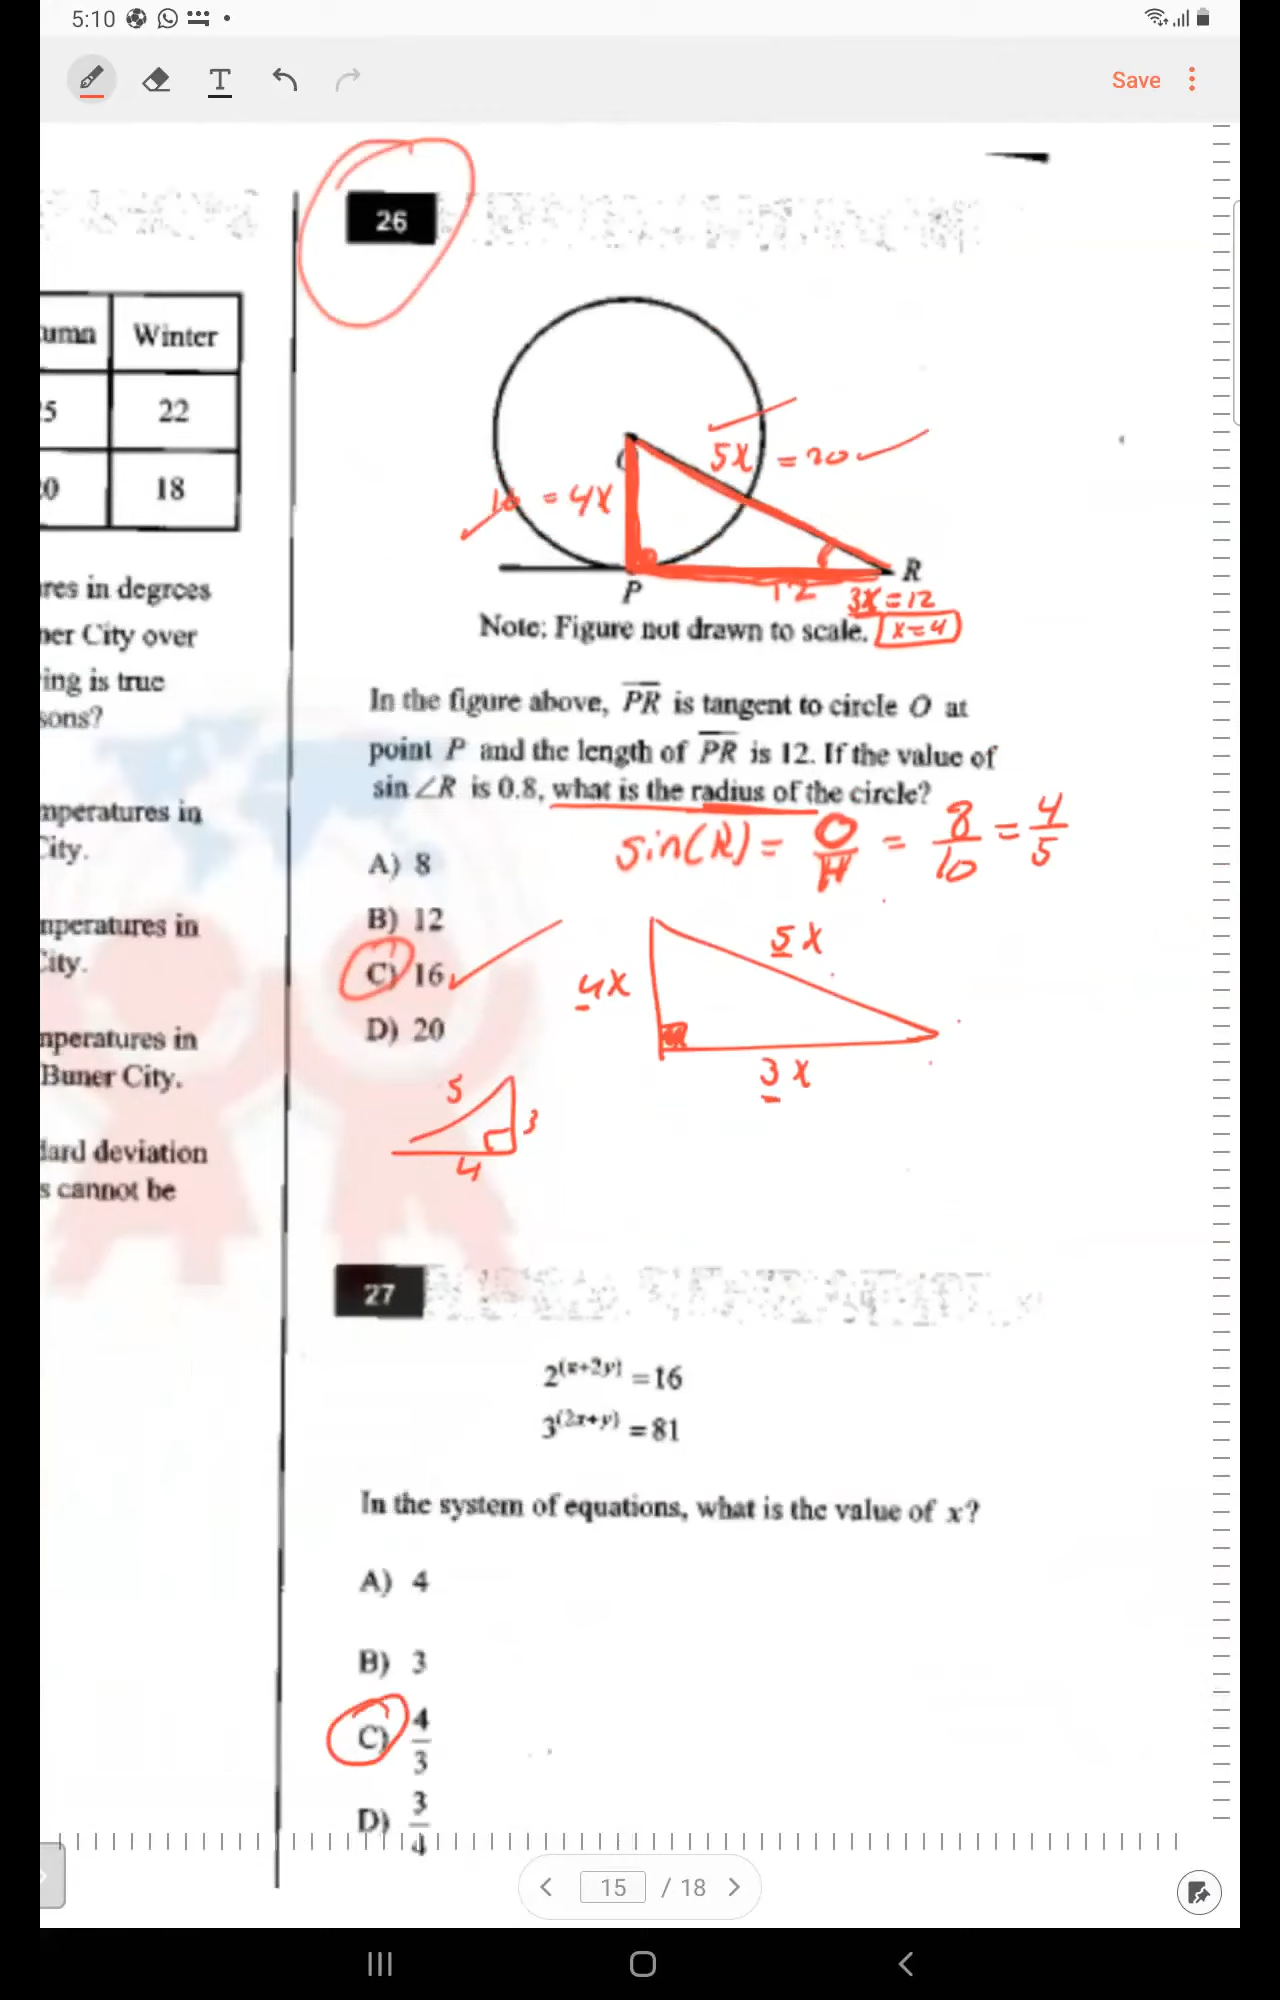 5:10
T
Save
26
umn Winter
22
18
res in degrees
ner City over
ing is true
sons?
mperatures in
City.
nperatures in
City.
nperatures in
Buner City.
dard deviation
s cannot be
5x = 20
16 = 4x
R
P
12
3x = 12
Note: Figure not drawn to scale.
x=4
In the figure above, PR is tangent to circle O at
point P and the length of PR is 12. If the value of
sin ∠R is 0.8, what is the radius of the circle?
sin(R) = O/H = 8/10 = 4/5
A) 8
B) 12
C) 16
D) 20
5x
4x
3x
5
3
4
27
2^(x+2y) = 16
3^(2x+y) = 81
In the system of equations, what is the value of x?
A) 4
B) 3
C) 4/3
D) 3/4
15 / 18